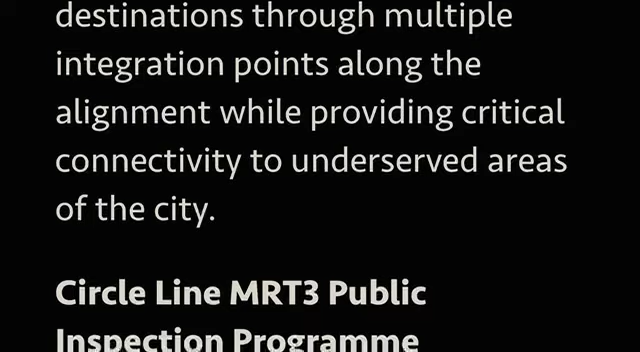 destinations through multiple
integration points along the
alignment while providing critical
connectivity to underserved areas
of the city.
Circle Line MRT3 Public
Inspection Programme